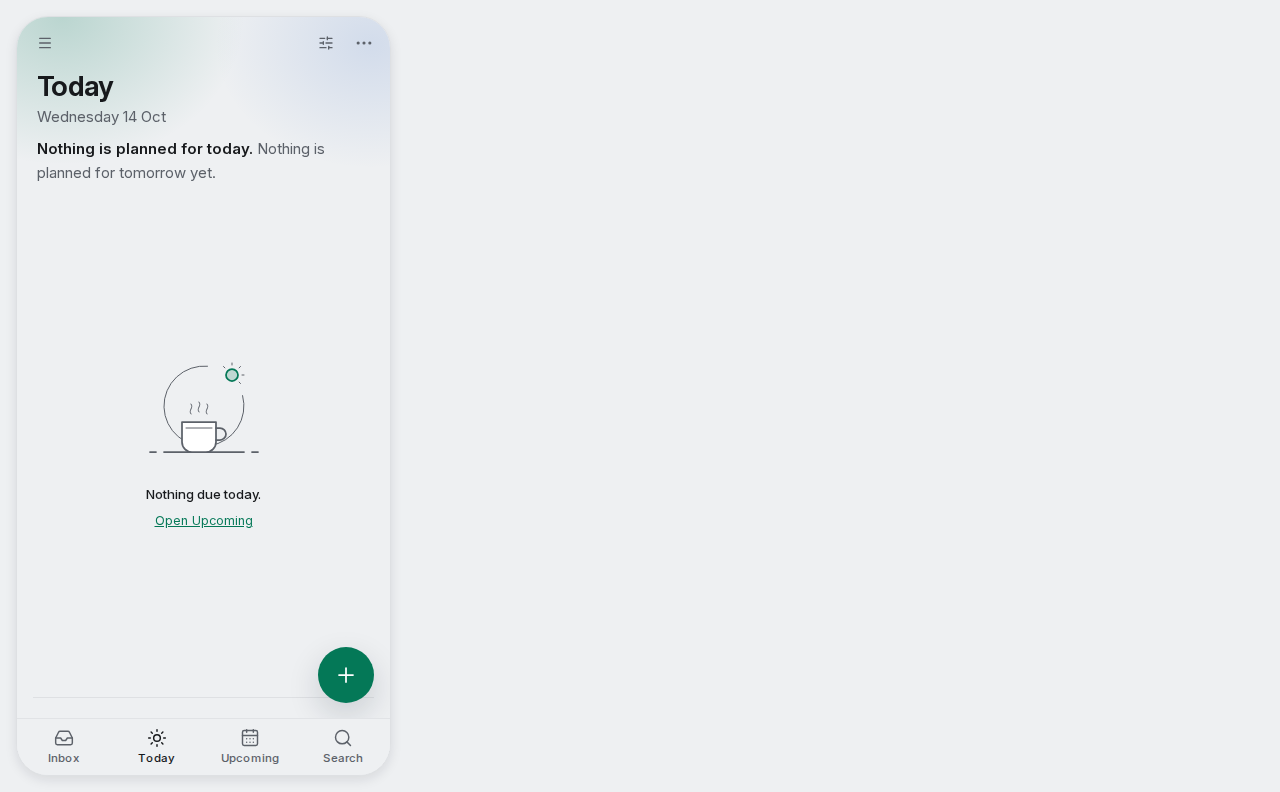 Today
Wednesday 14 Oct
Nothing is planned for today. Nothing is
planned for tomorrow yet.
Nothing due today.
Open Upcoming
Inbox
Today
Upcoming
Search